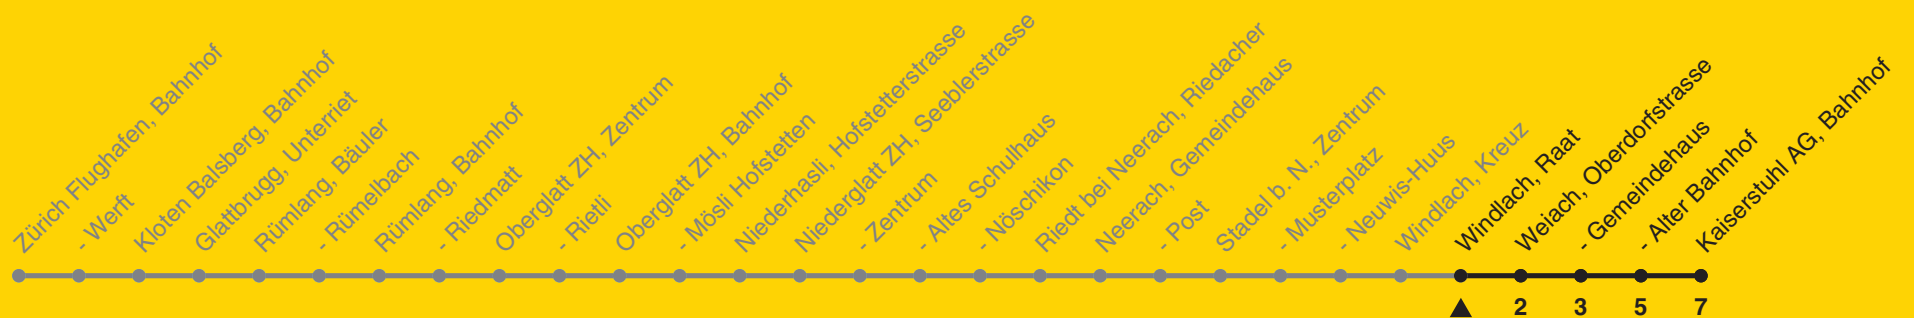 Zürich Flughafen, Bahnhof
- Werft
Kloten Balsberg, Bahnhof
Glattbrugg, Unterriet
Rümlang, Bäuler
- Rümelbach
Rümlang, Bahnhof
- Riedmatt
Oberglatt ZH, Zentrum
- Rietli
Oberglatt ZH, Bahnhof
- Mösli Hofstetten
Niederhasli, Hofstetterstrasse
Niederglatt ZH, Seeblerstrasse
- Zentrum
- Altes Schulhaus
- Nöschikon
Riedt bei Neerach, Riedacher
Neerach, Gemeindehaus
- Post
Stadel b. N., Zentrum
- Musterplatz
- Neuwis-Huus
Windlach, Kreuz
Windlach, Raat
Weiach, Oberdorfstrasse
- Gemeindehaus
- Alter Bahnhof
Kaiserstuhl AG, Bahnhof
2 3 5 7